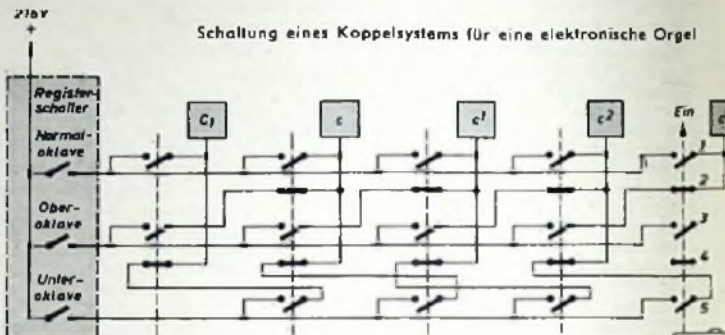 276V
+
Schaltung eines Koppelsystems für eine elektronische Orgel
Register-
schalter
Normal-
oktave
Ober-
oktave
Unter-
oktave
C₁
c
c¹
c²
Ein
1
2
3
4
5